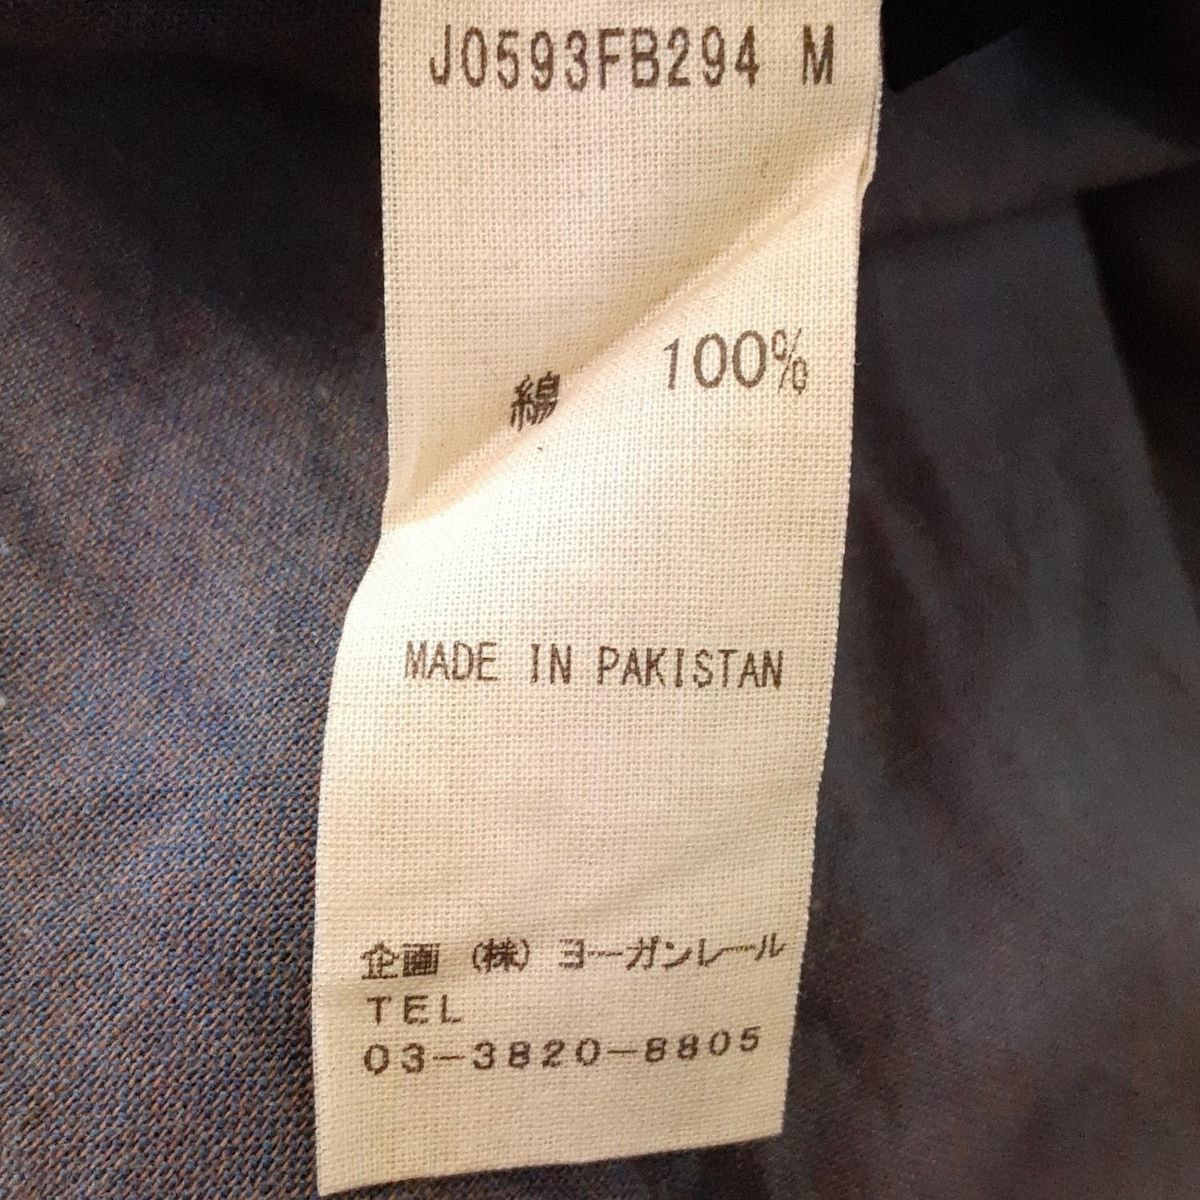 J0593FB294 M
綿 100%
MADE IN PAKISTAN
企画 (株) ヨーガンレール
TEL
03-3820-8805